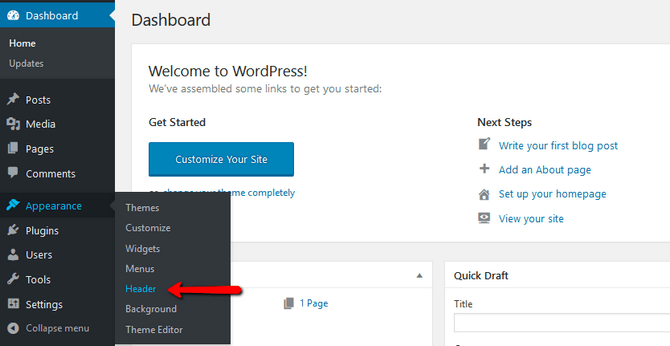 Dashboard
Home
Updates
Posts
Media
Pages
Comments
Appearance
Plugins
Users
Tools
Settings
Collapse menu
Themes
Customize
Widgets
Menus
Header
Background
Theme Editor
Dashboard
Welcome to WordPress!
We've assembled some links to get you started:
Get Started
Customize Your Site
change your theme completely
Next Steps
Write your first blog post
Add an About page
Set up your homepage
View your site
1 Page
Quick Draft
Title